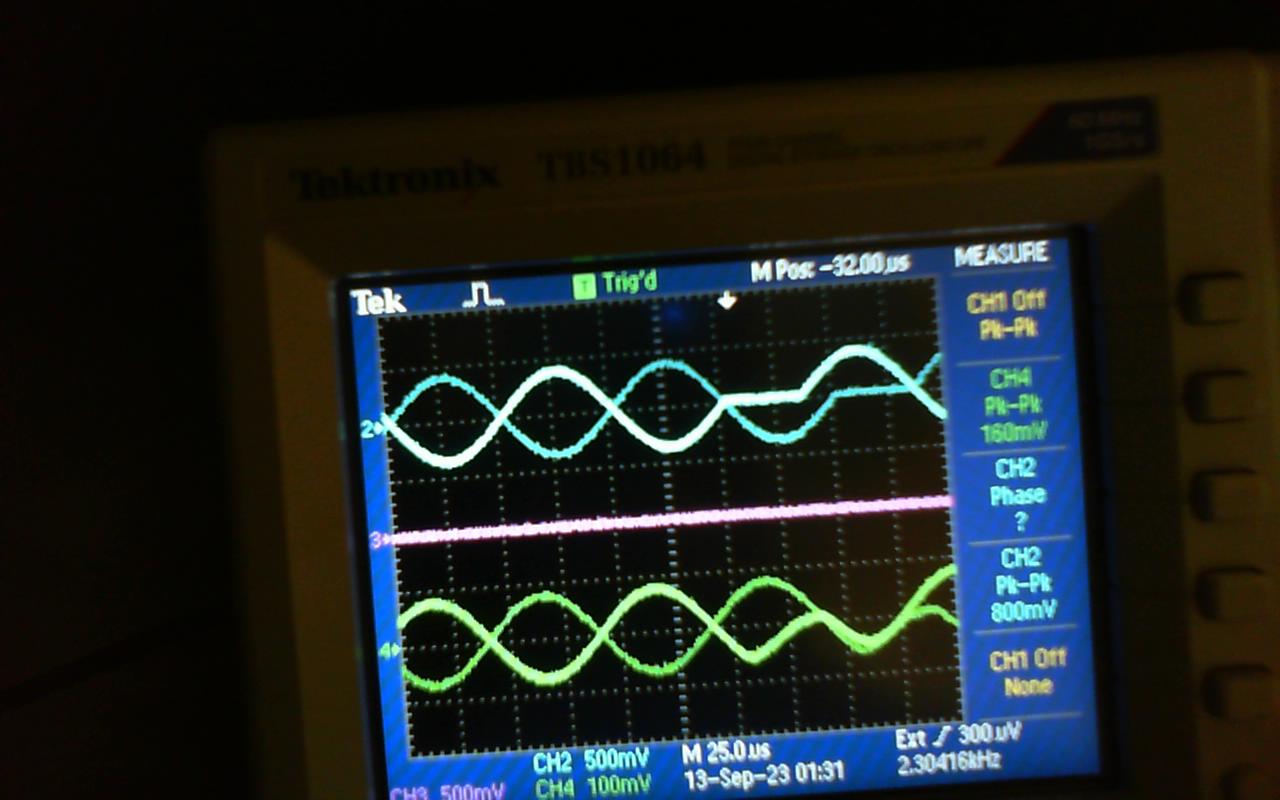 Tektronix TBS1064
Tek Trig'd M Pos: -32.00µs MEASURE
CH1 Off
Pk-Pk
CH4
Pk-Pk
160mV
2
CH2
Phase
?
3
CH2
Pk-Pk
800mV
4
CH1 Off
None
CH2 500mV M 25.0µs Ext 300µV
CH3 500mV CH4 100mV 13-Sep-23 01:31 2.30416kHz